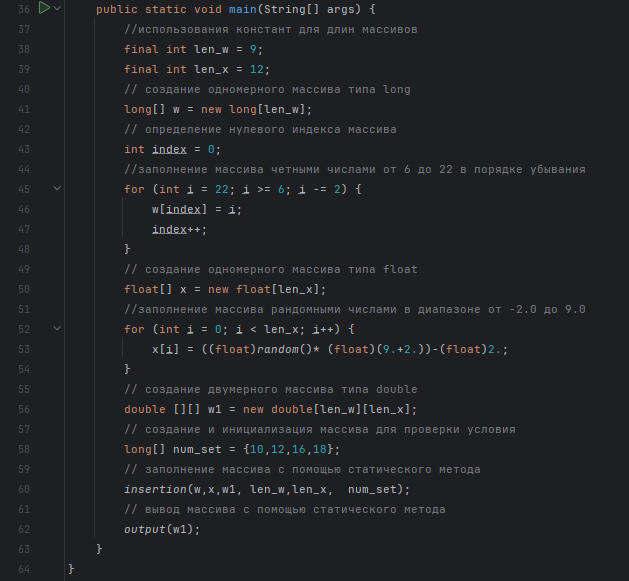 36 public static void main(String[] args) {
37 //использования констант для длин массивов
38 final int len_w = 9;
39 final int len_x = 12;
40 // создание одномерного массива типа long
41 long[] w = new long[len_w];
42 // определение нулевого индекса массива
43 int index = 0;
44 //заполнение массива четными числами от 6 до 22 в порядке убывания
45 for (int i = 22; i >= 6; i -= 2) {
46 w[index] = i;
47 index++;
48 }
49 // создание одномерного массива типа float
50 float[] x = new float[len_x];
51 //заполнение массива рандомными числами в диапазоне от -2.0 до 9.0
52 for (int i = 0; i < len_x; i++) {
53 x[i] = ((float)random()* (float)(9.+2.))-(float)2.;
54 }
55 // создание двумерного массива типа double
56 double [][] w1 = new double[len_w][len_x];
57 // создание и инициализация массива для проверки условия
58 long[] num_set = {10,12,16,18};
59 // заполнение массива с помощью статического метода
60 insertion(w,x,w1, len_w,len_x,  num_set);
61 // вывод массива с помощью статического метода
62 output(w1);
63 }
64 }